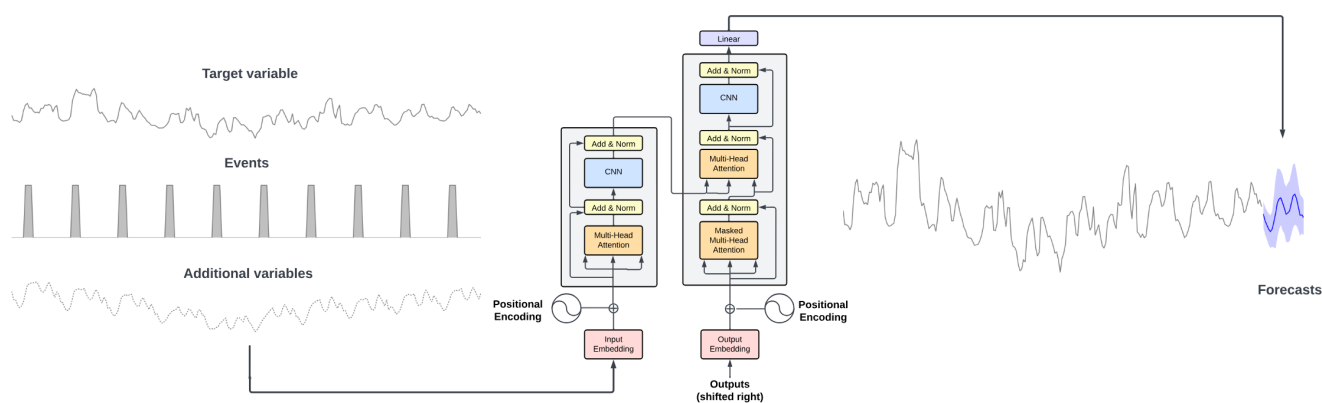 Target variable
Events
Additional variables
Add & Norm
CNN
Add & Norm
Multi-Head
Attention
Positional
Encoding
Input
Embedding
Linear
Add & Norm
CNN
Add & Norm
Multi-Head
Attention
Add & Norm
Masked
Multi-Head
Attention
Positional
Encoding
Output
Embedding
Outputs
(shifted right)
Forecasts